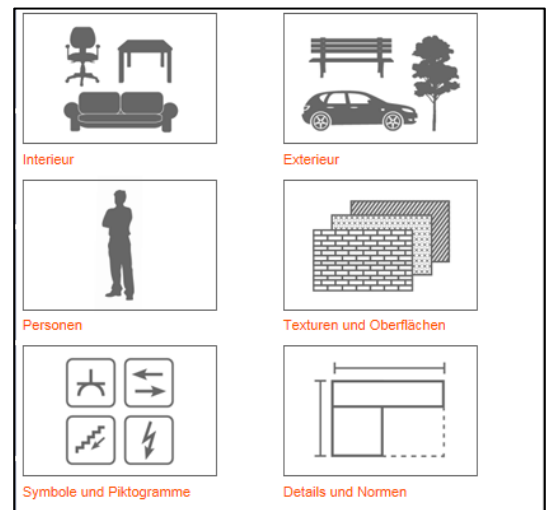 Interieur
Exterieur
Personen
Texturen und Oberflächen
Symbole und Piktogramme
Details und Normen